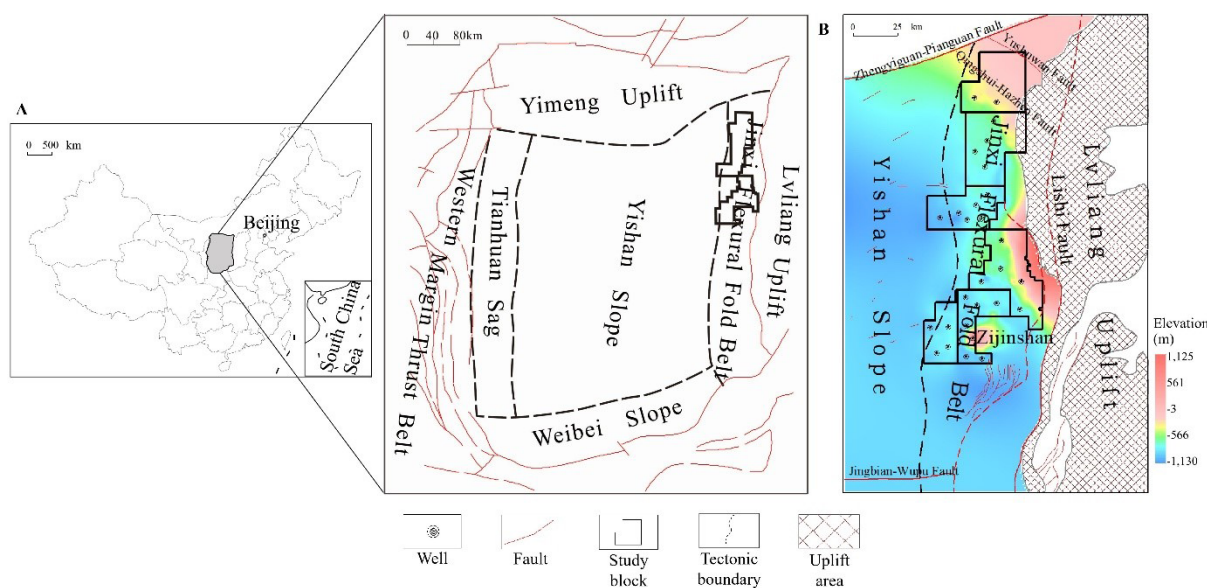 A
0 500 km
Beijing
South China
Sea
0 40 80km
Yimeng Uplift
Western Margin Thrust Belt
Tianhuan Sag
Yishan
Slope
Jinxi Flexural Fold Belt
Lvliang Uplift
Weibei Slope
B
0 25 km
Zhengyiguan-Pianguan Fault
Yushuwan Fault
Qingshui-Hazhen Fault
Yishan Slope
Jinxi
Flexural
Fold
Belt
Zijinshan
Lishi Fault
Lvliang
Uplift
Jingbian-Wupu Fault
Elevation
(m)
1,125
561
-3
-566
-1,130
Well
Fault
Study
block
Tectonic
boundary
Uplift
area